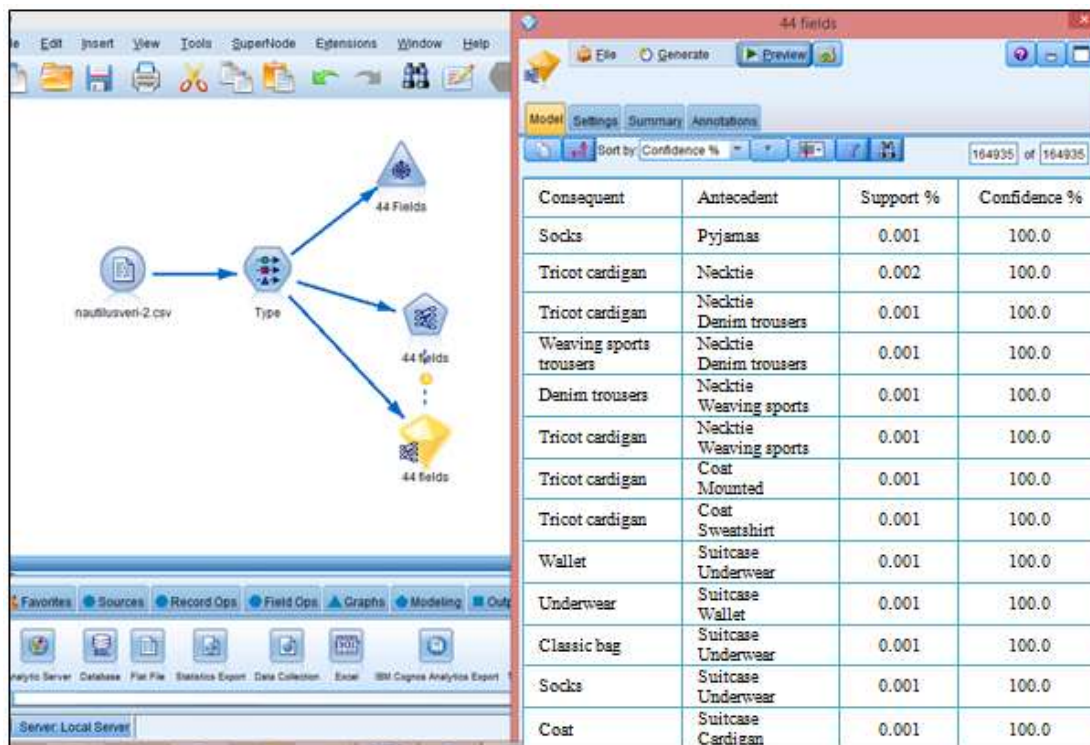 Edit Insert View Tools SuperNode Extensions Window Help
44 Fields
nautilusveri-2.csv
Type
44 fields
44 fields
Favorites Sources Record Ops Field Ops Graphs Modeling
Database Flat File Statistics Export Data Collection Excel IBM Cognos Analytics Export
Server: Local Server
44 fields
File Generate Preview
Model Settings Summary Annotations
Sort by: Confidence % 164935 of 164935
Consequent Antecedent Support % Confidence %
Socks Pyjamas 0.001 100.0
Tricot cardigan Necktie 0.002 100.0
Tricot cardigan Necktie
Denim trousers 0.001 100.0
Weaving sports
trousers Necktie
Denim trousers 0.001 100.0
Denim trousers Necktie
Weaving sports 0.001 100.0
Tricot cardigan Necktie
Weaving sports 0.001 100.0
Tricot cardigan Coat
Mounted 0.001 100.0
Tricot cardigan Coat
Sweatshirt 0.001 100.0
Wallet Suitcase
Underwear 0.001 100.0
Underwear Suitcase
Wallet 0.001 100.0
Classic bag Suitcase
Underwear 0.001 100.0
Socks Suitcase
Underwear 0.001 100.0
Coat Suitcase
Cardigan 0.001 100.0